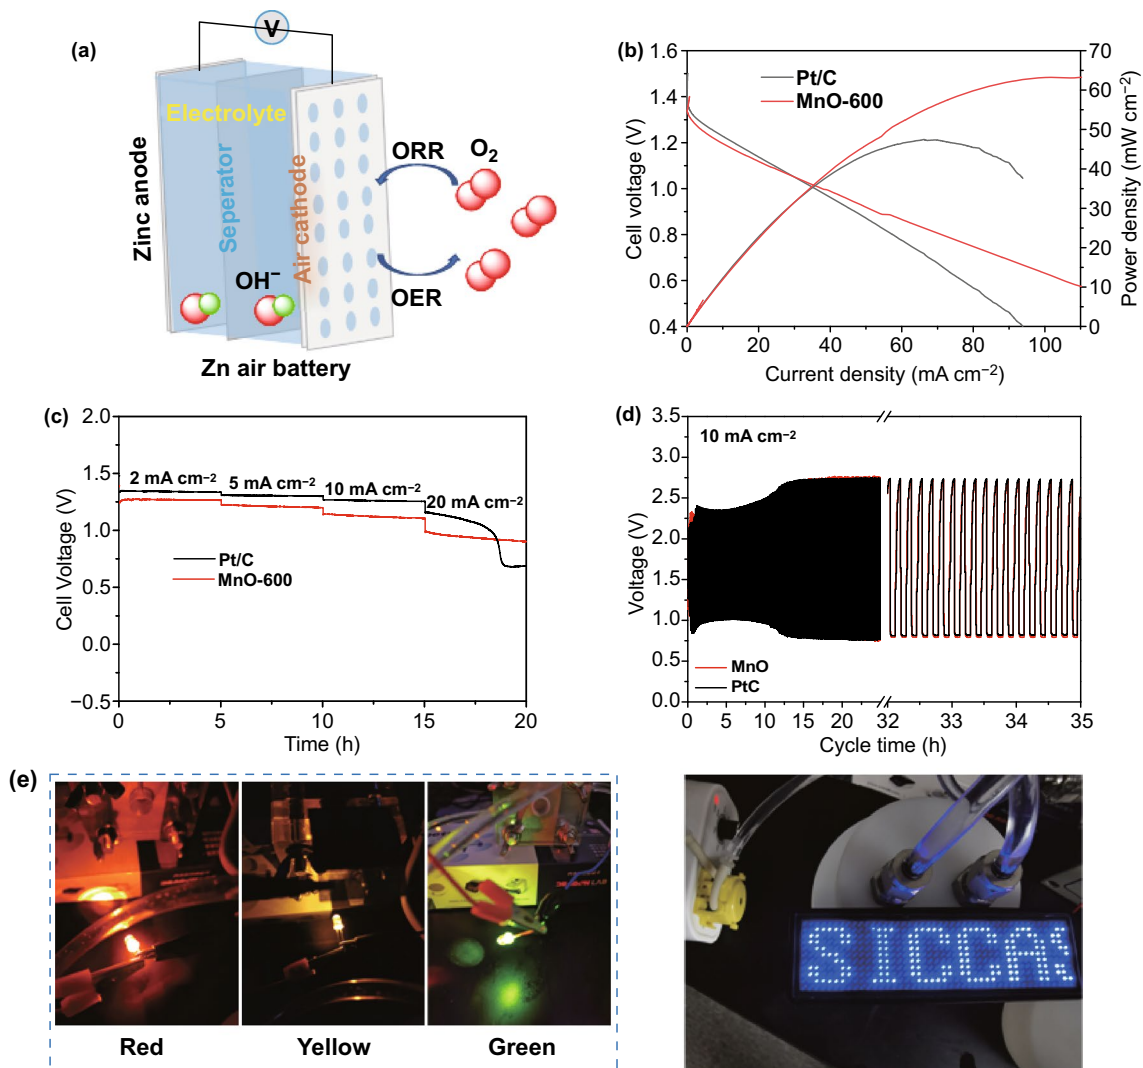 (a)
V
Electrolyte
Zinc anode
Seperator
Air cathode
ORR
O2
OH−
OER
Zn air battery
(b)
Cell voltage (V)
1.6
1.4
1.2
1.0
1.2
0.6
0.4
Pt/C
MnO-600
70
60
50
40
30
20
10
0
Power density (mW cm−2)
0 20 40 60 80 100
Current density (mA cm−2)
(c)
Cell Voltage (V)
2.0
1.5
1.0
0.5
0.0
−0.5
2 mA cm−2 5 mA cm−2 10 mA cm−2 20 mA cm−2
Pt/C
MnO-600
0 5 10 15 20
Time (h)
(d)
Voltage (V)
3.5
3.0
2.5
2.0
1.5
1.0
0.5
0.0
10 mA cm−2
MnO
PtC
0 5 10 15 20 32 33 34 35
Cycle time (h)
(e)
Red Yellow Green
SICCAS